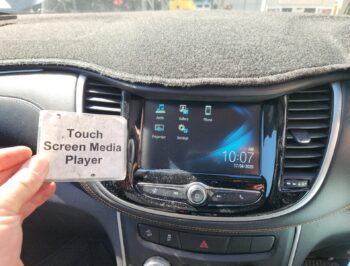 Touch
Screen Media
Player
Audio
Gallery
Phone
Projection
Settings
10:07